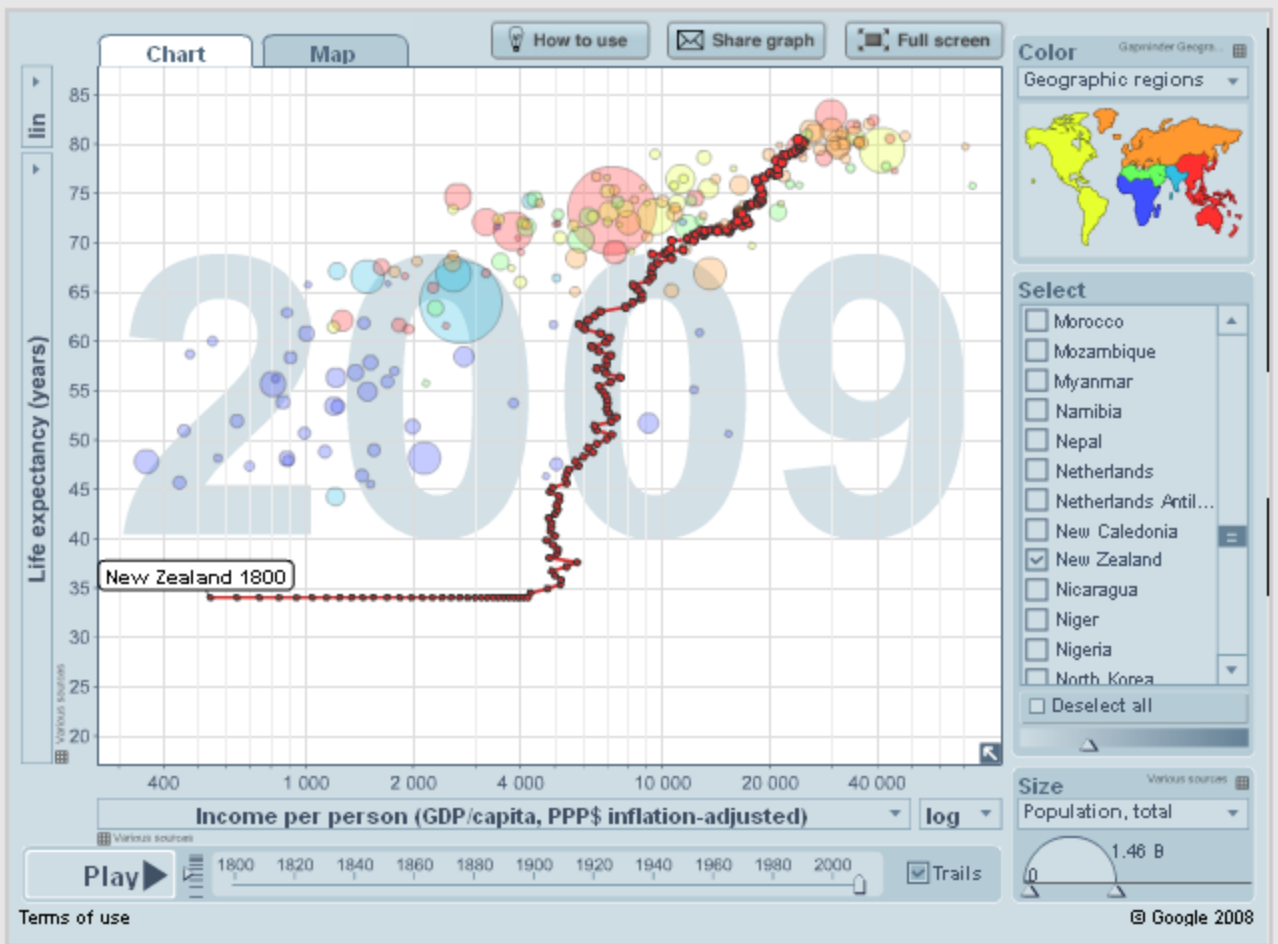 Chart
Map
How to use
Share graph
Full screen
Color
Gapminder Geogra...
Geographic regions
lin
Life expectancy (years)
Various sources
85
80
75
70
65
60
55
50
45
40
35
30
25
20
2009
New Zealand 1800
400
1 000
2 000
4 000
10 000
20 000
40 000
Income per person (GDP/capita, PPP$ inflation-adjusted)
log
Various sources
Select
Morocco
Mozambique
Myanmar
Namibia
Nepal
Netherlands
Netherlands Antil...
New Caledonia
New Zealand
Nicaragua
Niger
Nigeria
North Korea
Deselect all
Size
Various sources
Population, total
1.46 B
0
Play
1800 1820 1840 1860 1880 1900 1920 1940 1960 1980 2000
Trails
Terms of use
© Google 2008